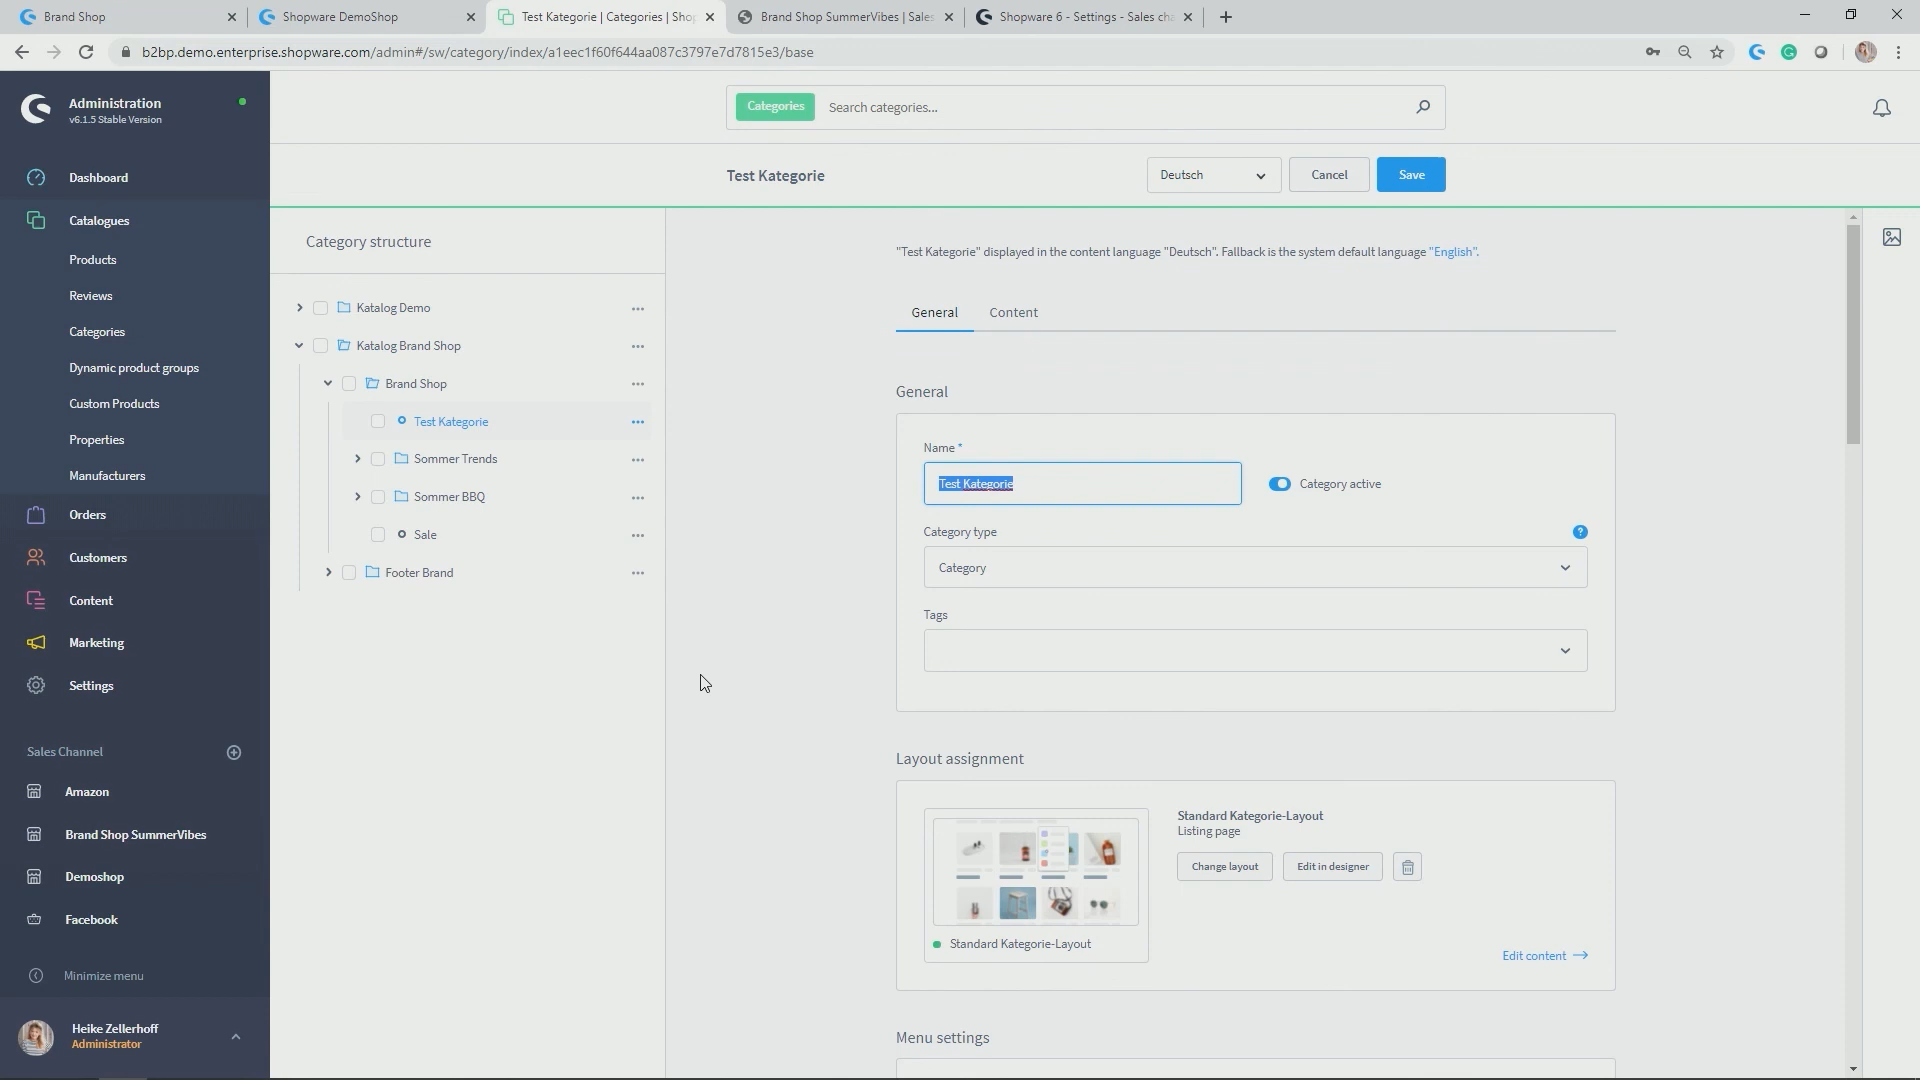 Brand Shop
Shopware DemoShop
Test Kategorie | Categories | Shop
Brand Shop SummerVibes | Sales
Shopware 6 - Settings - Sales cha
b2bp.demo.enterprise.shopware.com/admin#/sw/category/index/a1eec1f60f644aa087c3797e7d7815e3/base
Administration
v6.1.5 Stable Version
Categories
Search categories...
Test Kategorie
Deutsch
Cancel
Save
Dashboard
Catalogues
Products
Reviews
Categories
Dynamic product groups
Custom Products
Properties
Manufacturers
Orders
Customers
Content
Marketing
Settings
Sales Channel
Amazon
Brand Shop SummerVibes
Demoshop
Facebook
Minimize menu
Heike Zellerhoff
Administrator
Category structure
Katalog Demo
Katalog Brand Shop
Brand Shop
Test Kategorie
Sommer Trends
Sommer BBQ
Sale
Footer Brand
"Test Kategorie" displayed in the content language "Deutsch". Fallback is the system default language "English".
General
Content
General
Name *
Test Kategorie
Category active
Category type
?
Category
Tags
Layout assignment
Standard Kategorie-Layout
Listing page
Change layout
Edit in designer
Standard Kategorie-Layout
Edit content
Menu settings